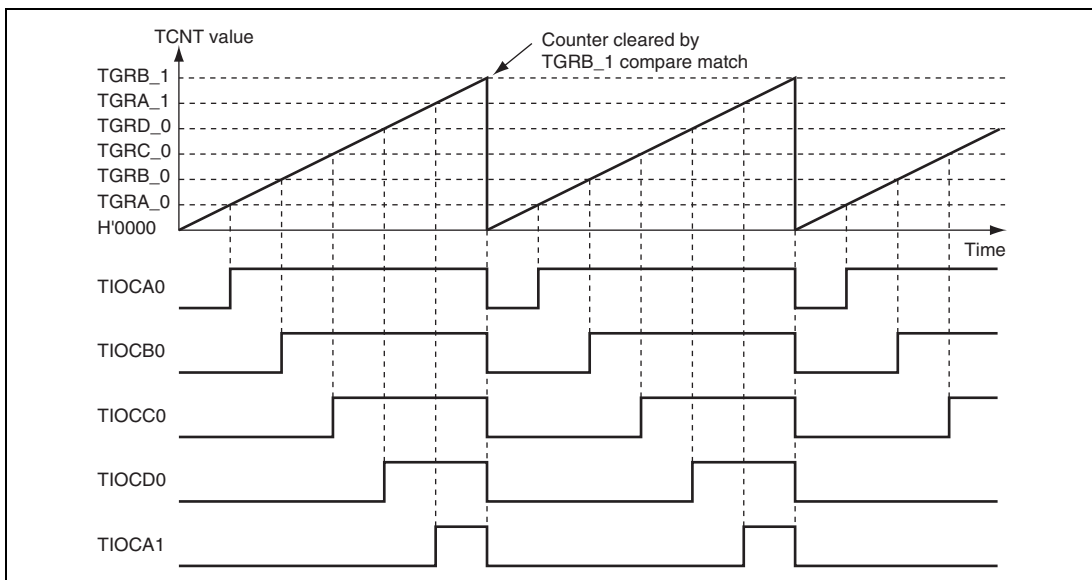 TCNT value
Counter cleared by
TGRB_1 compare match
TGRB_1
TGRA_1
TGRD_0
TGRC_0
TGRB_0
TGRA_0
H'0000
Time
TIOCA0
TIOCB0
TIOCC0
TIOCD0
TIOCA1